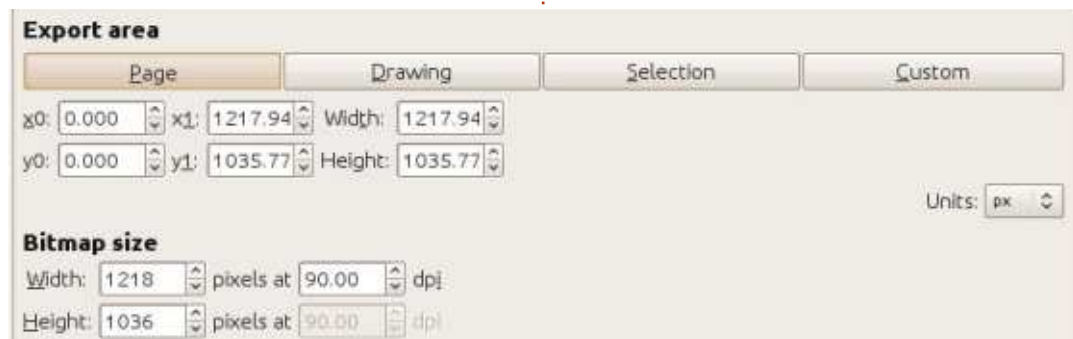 Export area
Page Drawing Selection Custom
x0: 0.000 x1: 1217.94 Width: 1217.94
y0: 0.000 y1: 1035.77 Height: 1035.77
Units: px
Bitmap size
Width: 1218 pixels at 90.00 dpi
Height: 1036 pixels at 90.00 dpi